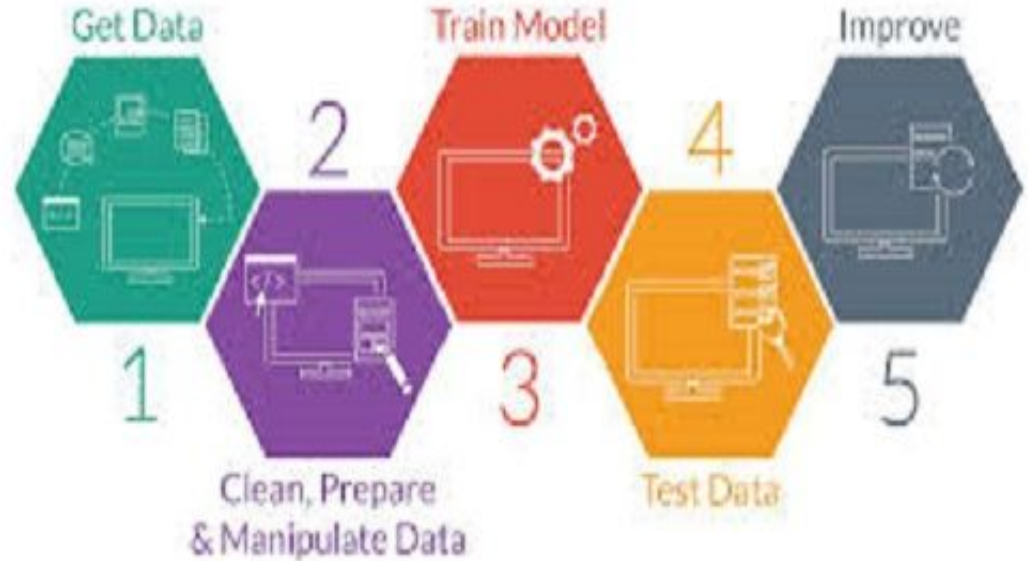 Get Data
1
2
Clean, Prepare
& Manipulate Data
Train Model
3
4
Test Data
Improve
5
</>